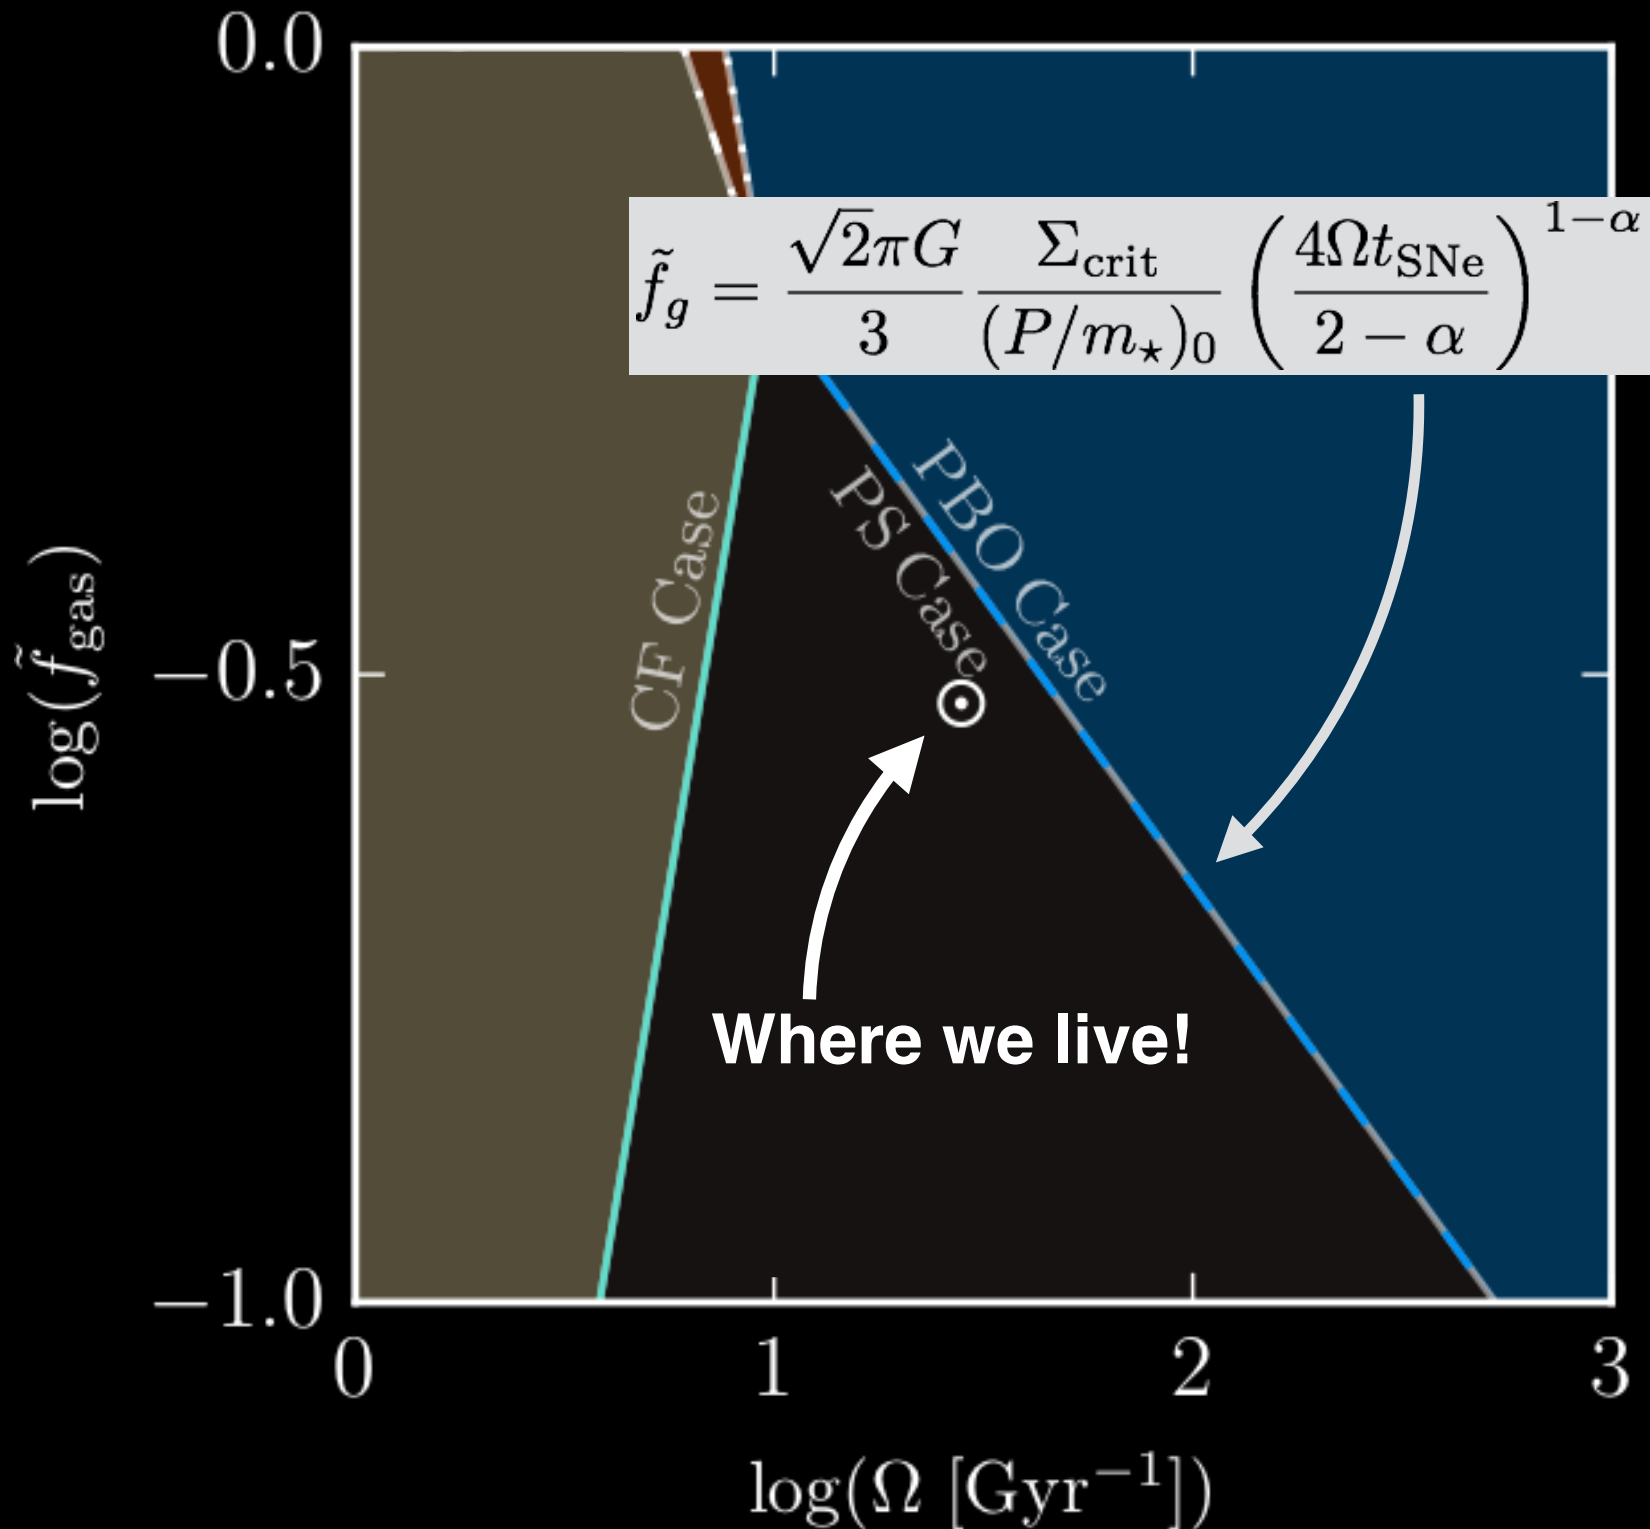 0.0
f̃_g = √2πG/3 Σ_crit/(P/m_⋆)_0 (4Ωt_SNe/2 − α)^{1−α}
PBO Case
PS Case
CF Case
log(f̃_gas)
−0.5
Where we live!
−1.0
0 1 2 3
log(Ω [Gyr⁻¹])